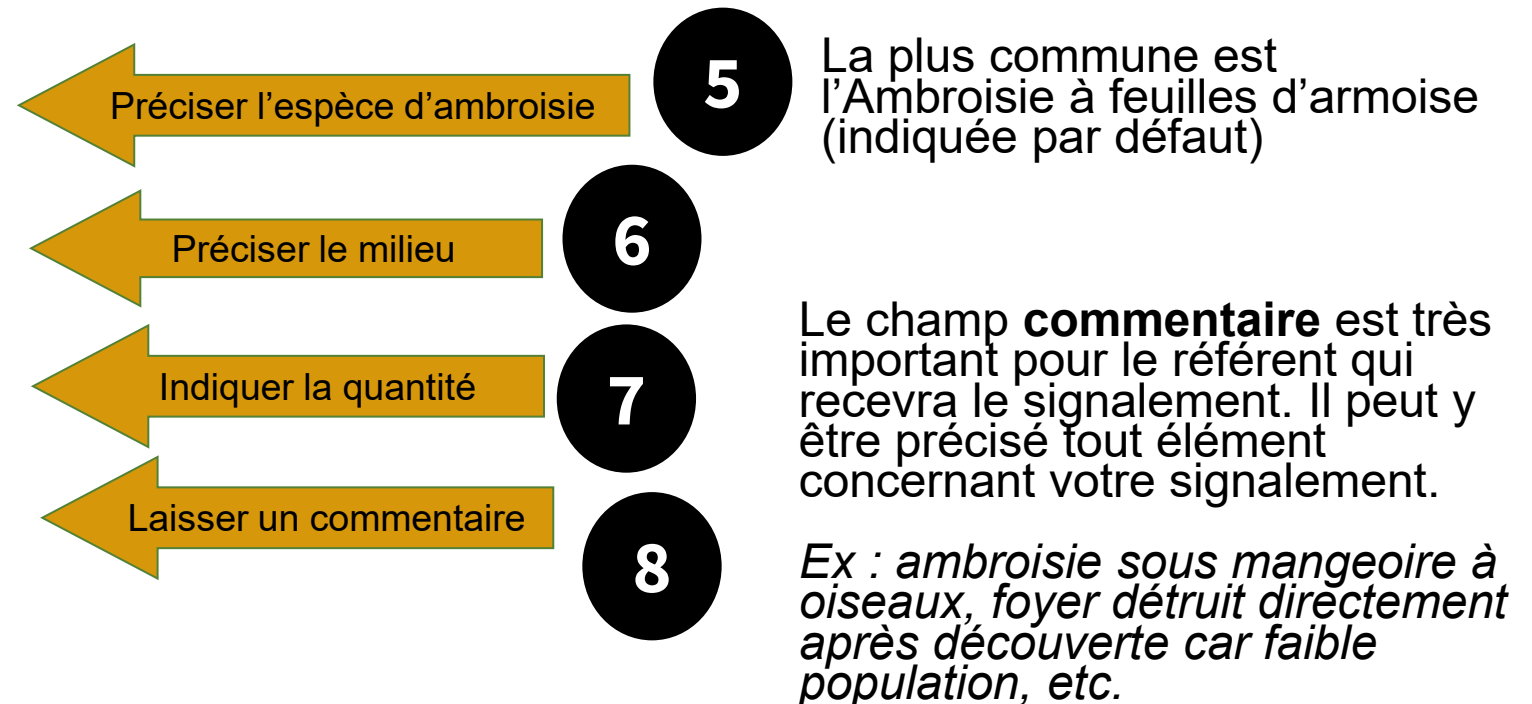 Préciser l’espèce d’ambroisie
5
La plus commune est
l’Ambroisie à feuilles d’armoise
(indiquée par défaut)
Préciser le milieu
6
Indiquer la quantité
7
Laisser un commentaire
8
Le champ commentaire est très
important pour le référent qui
recevra le signalement. Il peut y
être précisé tout élément
concernant votre signalement.
Ex : ambroisie sous mangeoire à
oiseaux, foyer détruit directement
après découverte car faible
population, etc.